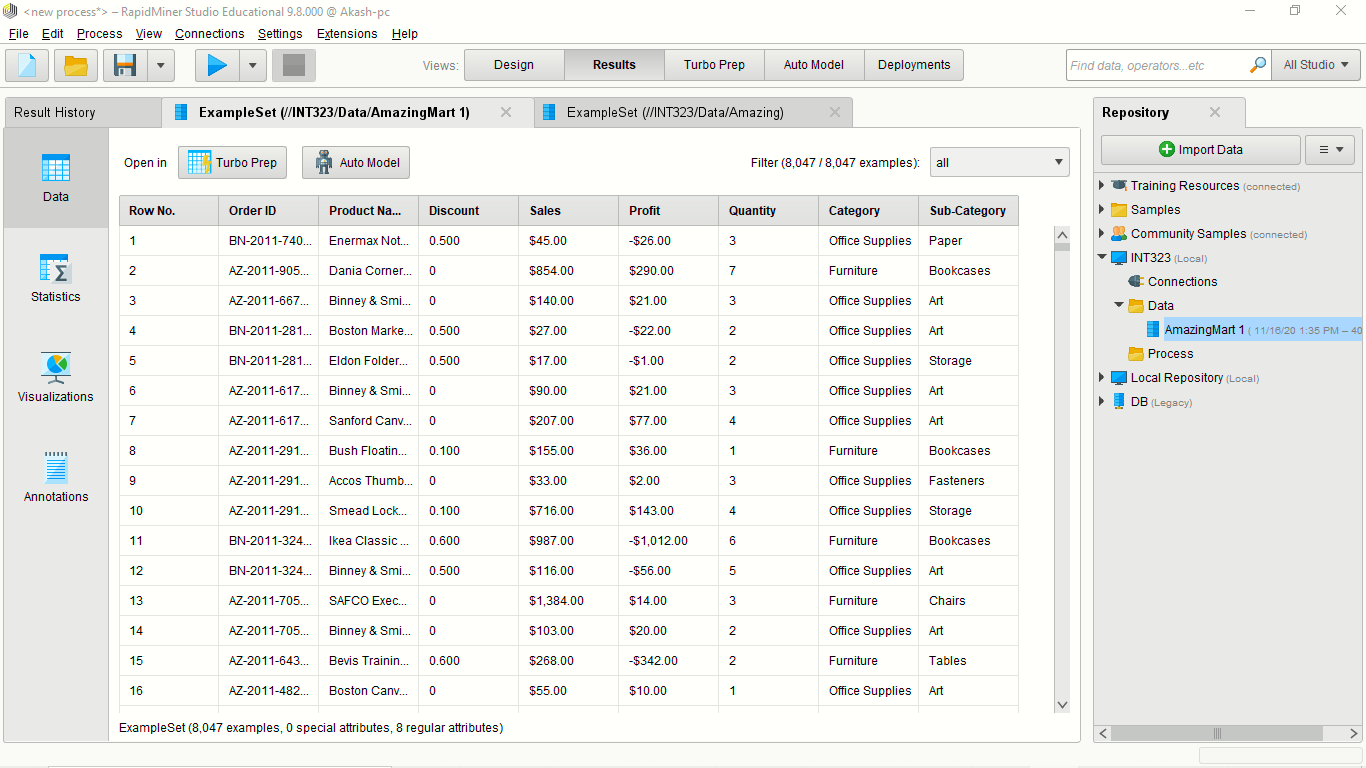 <new process*> – RapidMiner Studio Educational 9.8.000 @ Akash-pc
File Edit Process View Connections Settings Extensions Help
Views: Design Results Turbo Prep Auto Model Deployments Find data, operators...etc All Studio
Result History ExampleSet (//INT323/Data/AmazingMart 1) ExampleSet (//INT323/Data/Amazing)
Data
Statistics
Visualizations
Annotations
Open in Turbo Prep Auto Model Filter (8,047 / 8,047 examples): all
Row No. Order ID Product Na... Discount Sales Profit Quantity Category Sub-Category
1 BN-2011-740... Enermax Not... 0.500 $45.00 -$26.00 3 Office Supplies Paper
2 AZ-2011-905... Dania Corner... 0 $854.00 $290.00 7 Furniture Bookcases
3 AZ-2011-667... Binney & Smi... 0 $140.00 $21.00 3 Office Supplies Art
4 BN-2011-281... Boston Marke... 0.500 $27.00 -$22.00 2 Office Supplies Art
5 BN-2011-281... Eldon Folder... 0.500 $17.00 -$1.00 2 Office Supplies Storage
6 AZ-2011-617... Binney & Smi... 0 $90.00 $21.00 3 Office Supplies Art
7 AZ-2011-617... Sanford Canv... 0 $207.00 $77.00 4 Office Supplies Art
8 AZ-2011-291... Bush Floatin... 0.100 $155.00 $36.00 1 Furniture Bookcases
9 AZ-2011-291... Accos Thumb... 0 $33.00 $2.00 3 Office Supplies Fasteners
10 AZ-2011-291... Smead Lock... 0.100 $716.00 $143.00 4 Office Supplies Storage
11 BN-2011-324... Ikea Classic ... 0.600 $987.00 -$1,012.00 6 Furniture Bookcases
12 BN-2011-324... Binney & Smi... 0.500 $116.00 -$56.00 5 Office Supplies Art
13 AZ-2011-705... SAFCO Exec... 0 $1,384.00 $14.00 3 Furniture Chairs
14 AZ-2011-705... Binney & Smi... 0 $103.00 $20.00 2 Office Supplies Art
15 AZ-2011-643... Bevis Trainin... 0.600 $268.00 -$342.00 2 Furniture Tables
16 AZ-2011-482... Boston Canv... 0 $55.00 $10.00 1 Office Supplies Art
ExampleSet (8,047 examples, 0 special attributes, 8 regular attributes)
Repository
Import Data
Training Resources (connected)
Samples
Community Samples (connected)
INT323 (Local)
Connections
Data
AmazingMart 1 ( 11/16/20 1:35 PM – 40
Process
Local Repository (Local)
DB (Legacy)